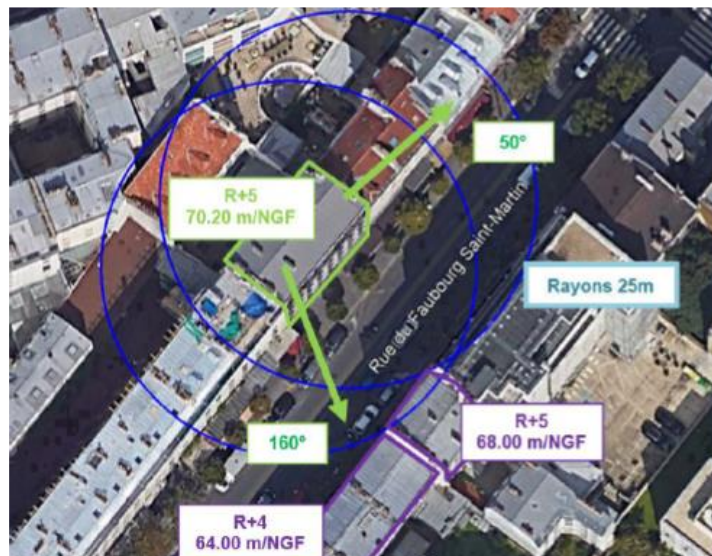 50°
R+5
70.20 m/NGF
Rue du Faubourg Saint-Martin
Rayons 25m
R+5
68.00 m/NGF
160°
R+4
64.00 m/NGF